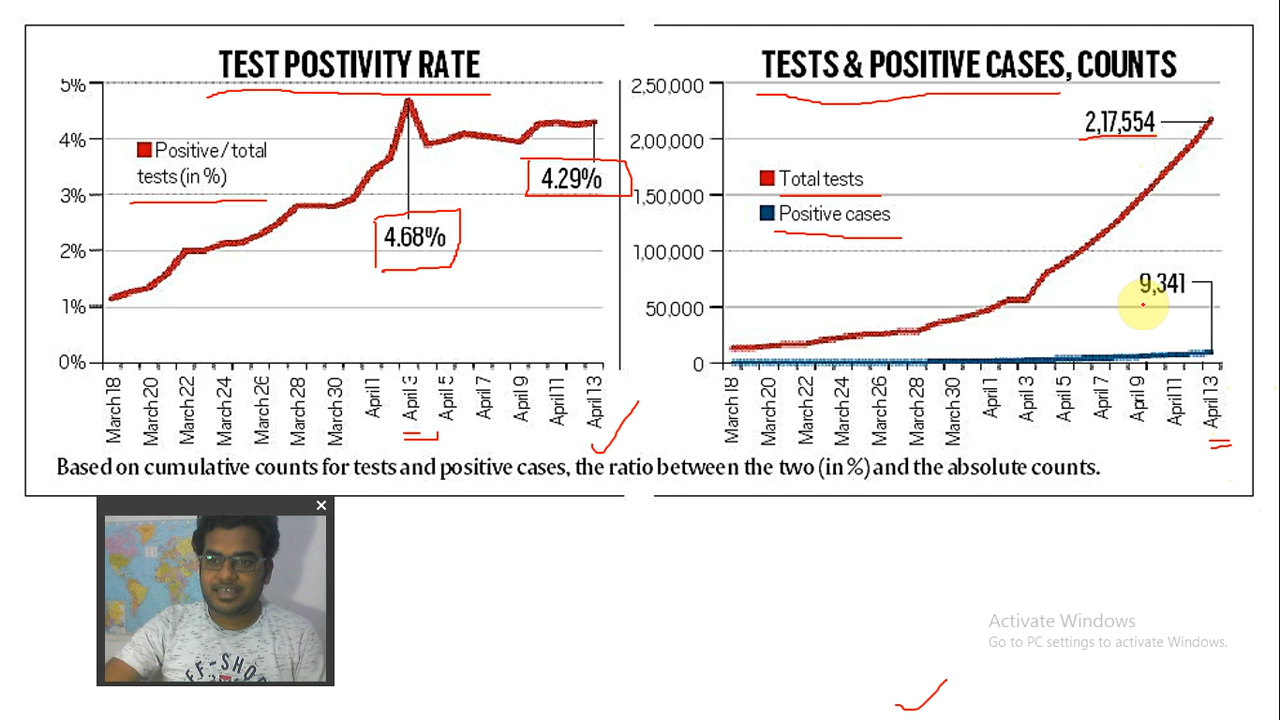 TEST POSTIVITY RATE
5%
4%
3%
2%
1%
0%
Positive/total
tests (in %)
4.68%
4.29%
March 18
March 20
March 22
March 24
March 26
March 28
March 30
April 1
April 3
April 5
April 7
April 9
April 11
April 13
TESTS & POSITIVE CASES, COUNTS
2,50,000
2,00,000
1,50,000
1,00,000
50,000
0
Total tests
Positive cases
2,17,554
9,341
March 18
March 20
March 22
March 24
March 26
March 28
March 30
April 1
April 3
April 5
April 7
April 9
April 11
April 13
Based on cumulative counts for tests and positive cases, the ratio between the two (in %) and the absolute counts.
Activate Windows
Go to PC settings to activate Windows.